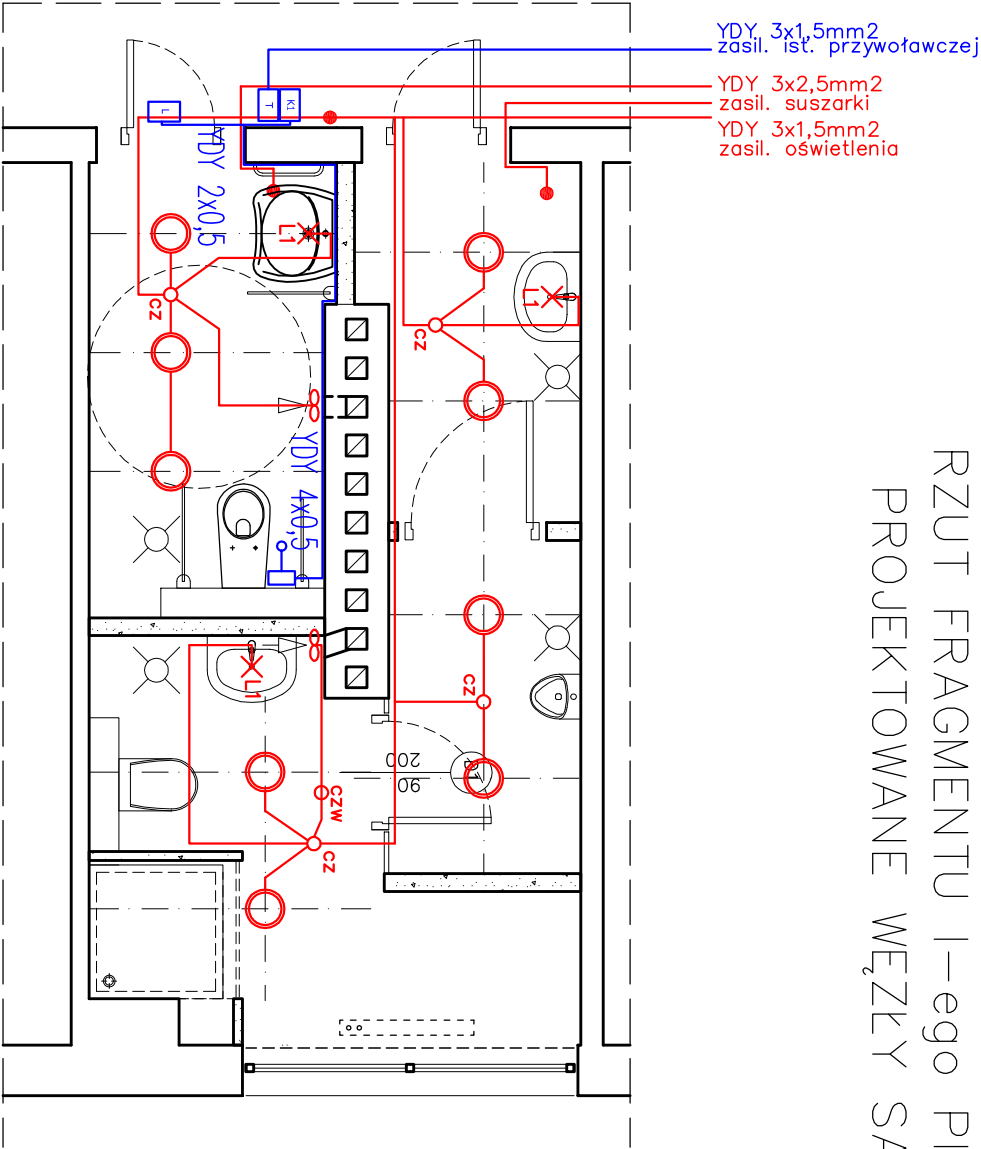 YDY 3x1,5mm2
zasil. ist. przywoławczej
YDY 3x2,5mm2
zasil. suszarki
YDY 3x1,5mm2
zasil. oświetlenia
L
T
K1
YDY 2x0,5
L1
L1
CZ
CZ
YDY 4x0,5
L1
CZ
200
90
CZW
CZ
RZUT FRAGMENTU I-ego
PROJEKTOWANE WĘZŁY